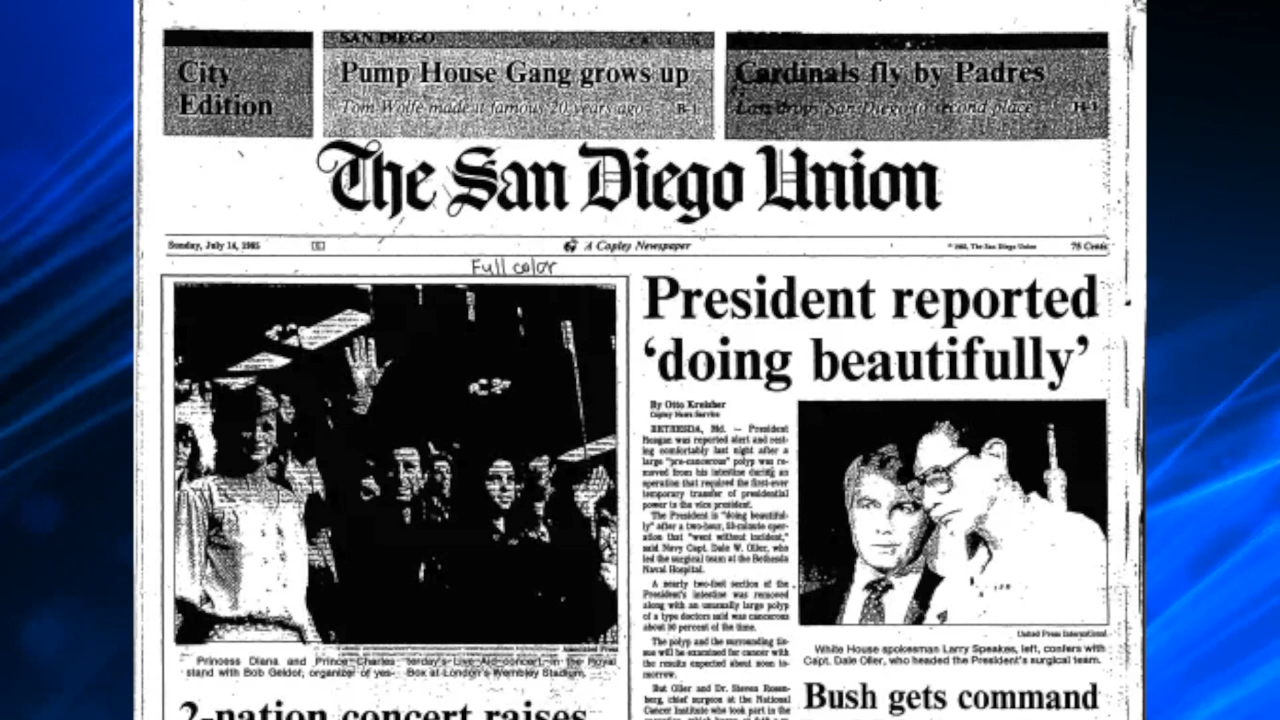 SAN DIEGO
City
Edition
Pump House Gang grows up
Tom Wolfe made it famous 20 years ago
B-1
Cardinals fly by Padres
Loss drops San Diego to second place
H-1
The San Diego Union
Sunday, July 14, 1985
A Copley Newspaper
1985, The San Diego Union
75 Cents
Full color
Associated Press
Princess Diana and Prince Charles
stand with Bob Geldof, organizer of yes-
terday's Live Aid concert, in the Royal
Box at London's Wembley Stadium.
2-nation concert raises
President reported
‘doing beautifully’
By Otto Kreisher
Copley News Service
BETHESDA, Md. — President
Reagan was reported alert and rest-
ing comfortably last night after a
large "pre-cancerous" polyp was re-
moved from his intestine during an
operation that required the first-ever
temporary transfer of presidential
power to the vice president.
The President is "doing beautiful-
ly" after a two-hour, 53-minute oper-
ation that "went without incident,"
said Navy Capt. Dale W. Oller, who
led the surgical team at the Bethesda
Naval Hospital.
A nearly two-foot section of the
President's intestine was removed
along with an unusually large polyp
of a type doctors said was cancerous
about 50 percent of the time.
The polyp and the surrounding tis-
sue will be examined for cancer with
the results expected about noon to-
morrow.
But Oller and Dr. Steven Rosen-
berg, chief surgeon at the National
Cancer Institute who took part in the
United Press International
White House spokesman Larry Speakes, left, confers with
Capt. Dale Oller, who headed the President's surgical team.
Bush gets command